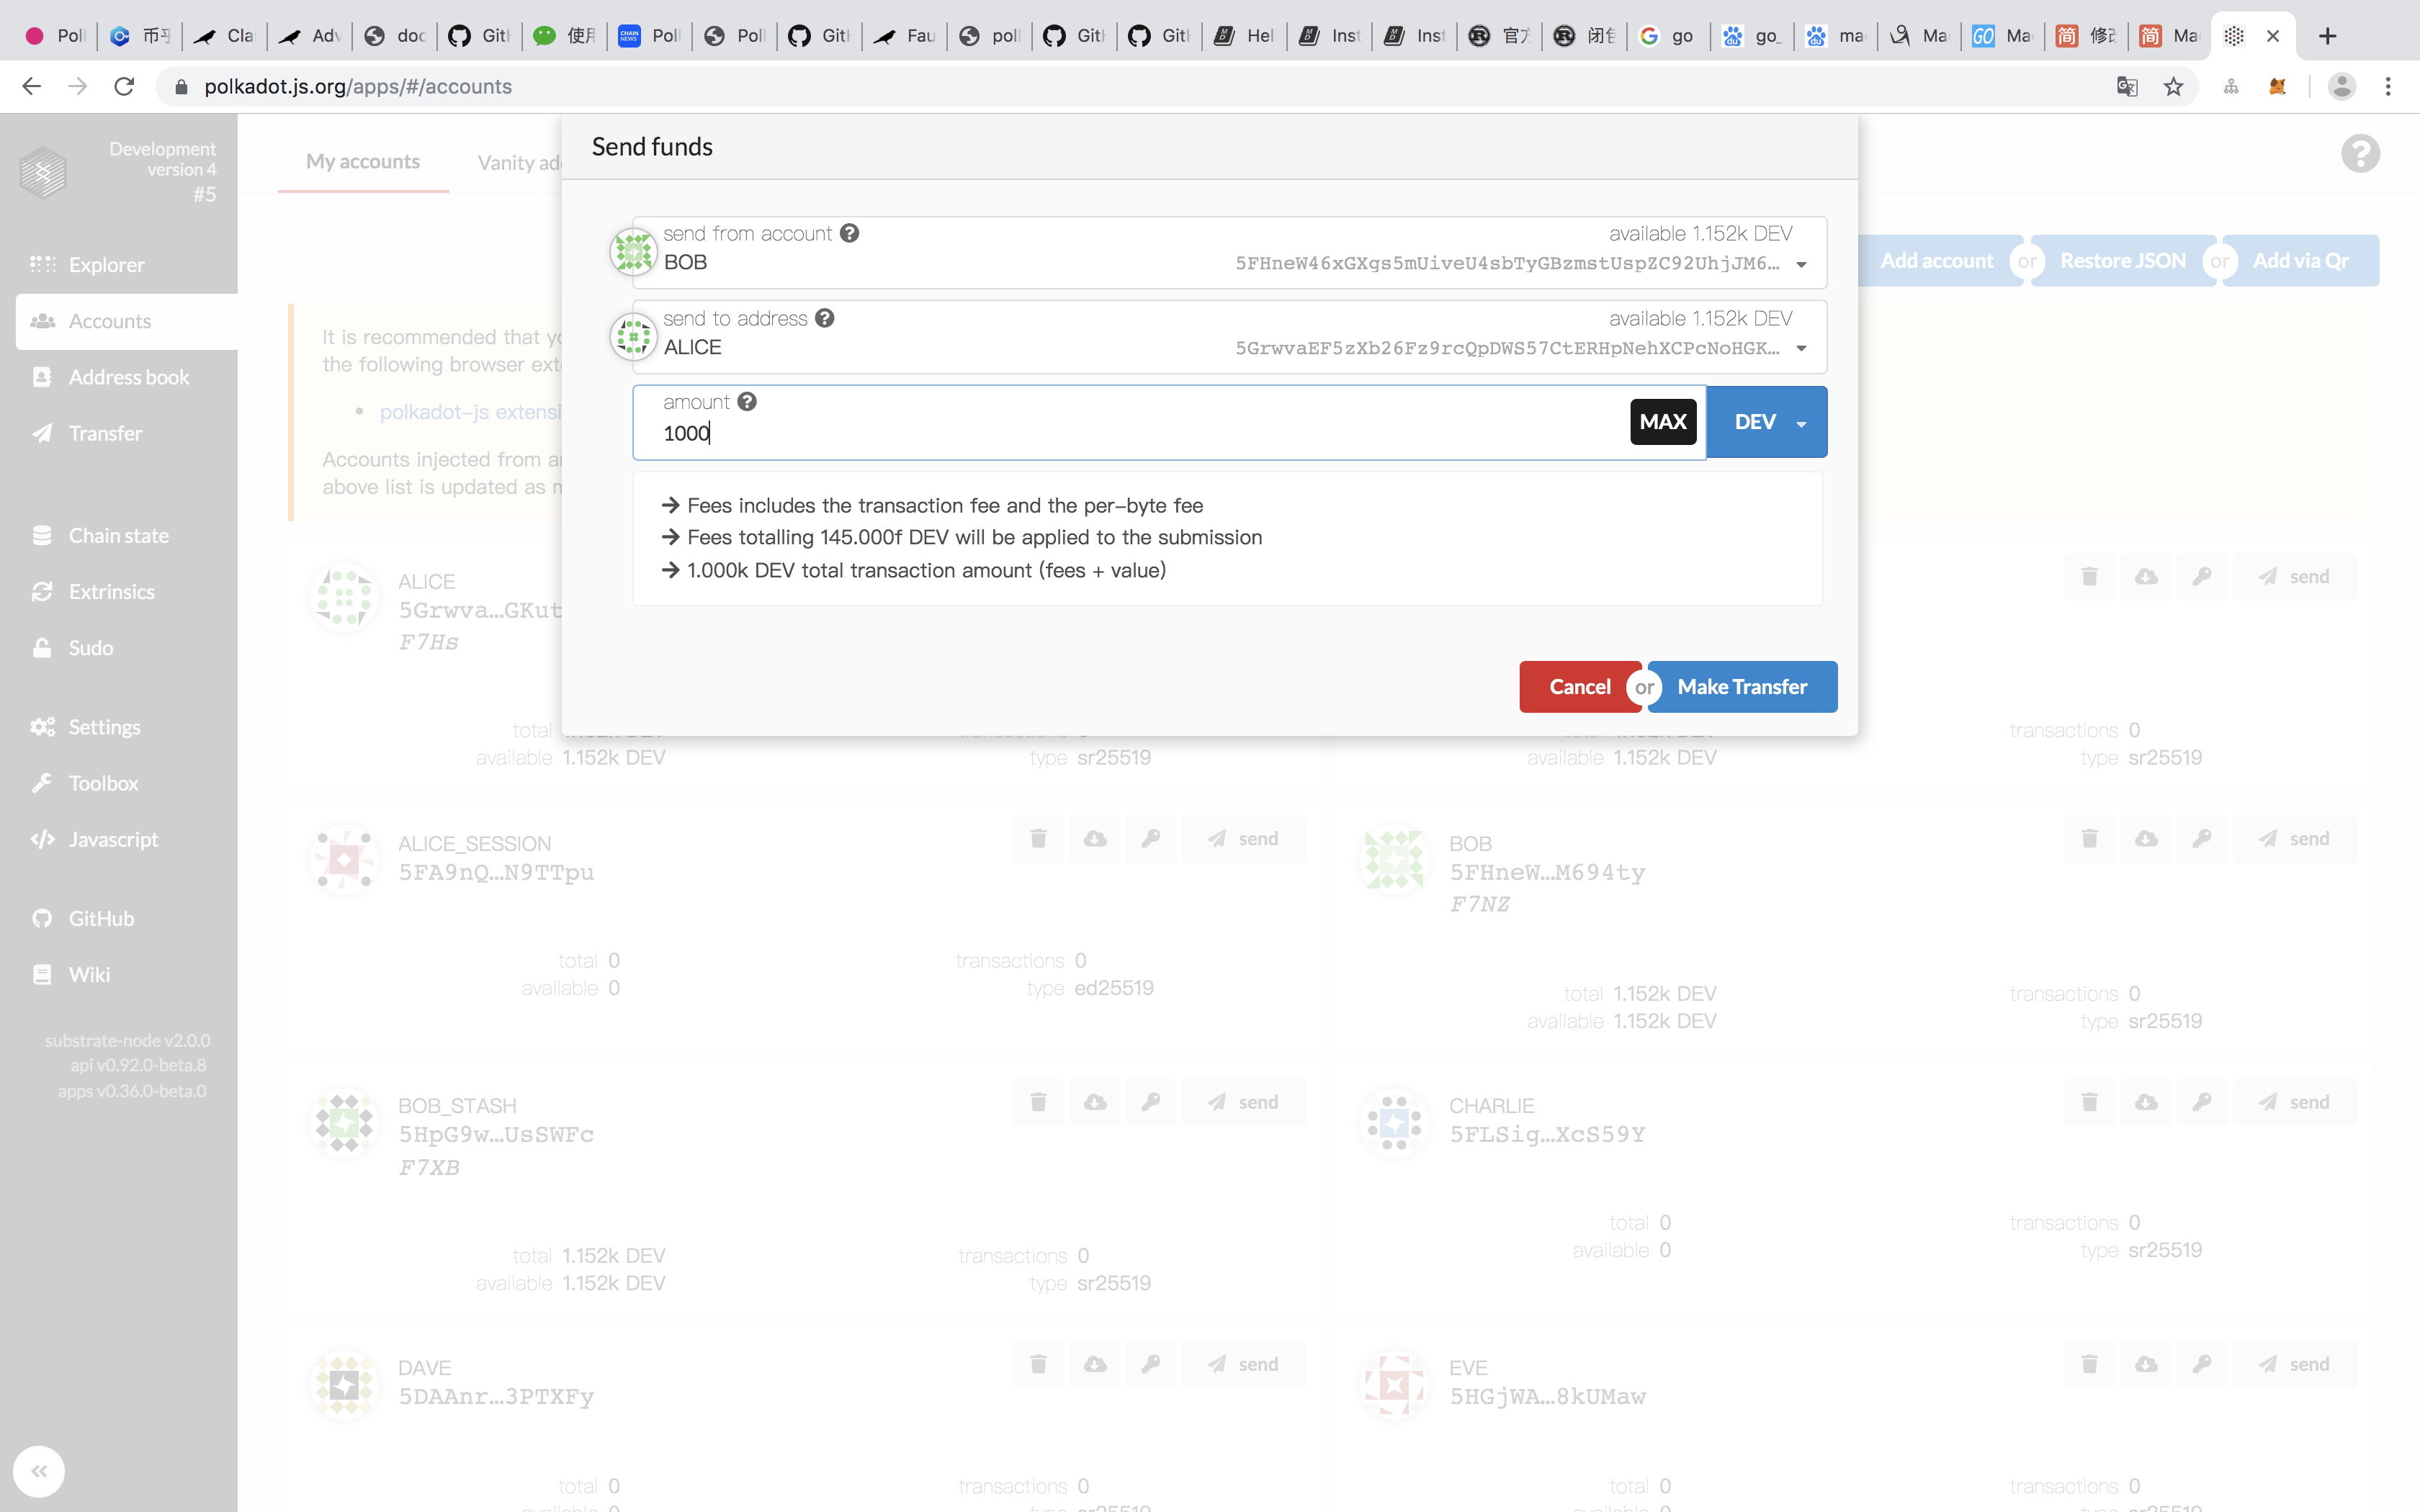 Poll
币乎
Clai
Adv
doc
Gitl
使用
CHAIN NEWS
Poll
Poll
Gitl
Fau
poll
Gitl
Gitl
Hel
Inst
Inst
官方
闭包
go
go_
ma
Ma
GO
Ma
简
修改
简
Ma
polkadot.js.org/apps/#/accounts
Development
version 4
#5
Explorer
Accounts
Address book
Transfer
Chain state
Extrinsics
Sudo
Settings
Toolbox
Javascript
GitHub
Wiki
substrate-node v2.0.0
api v0.92.0-beta.8
apps v0.36.0-beta.0
My accounts
Vanity ad
Add account or Restore JSON or Add via Qr
It is recommended that yo
the following browser ext
polkadot-js extensi
Accounts injected from a
above list is updated as m
Send funds
send from account
available 1.152k DEV
BOB
5FHneW46xGXgs5mUiveU4sbTyGBzmstUspZC92UhjJM6...
send to address
available 1.152k DEV
ALICE
5GrwvaEF5zXb26Fz9rcQpDWS57CtERHpNehXCPcNoHGK...
amount
1000
MAX
DEV
Fees includes the transaction fee and the per-byte fee
Fees totalling 145.000f DEV will be applied to the submission
1.000k DEV total transaction amount (fees + value)
Cancel or Make Transfer
ALICE
5Grwva…GKut
F7Hs
total
available 1.152k DEV
type sr25519
send
transactions 0
available 1.152k DEV
type sr25519
ALICE_SESSION
5FA9nQ…N9TTpu
send
total 0
available 0
transactions 0
type ed25519
BOB
5FHneW…M694ty
F7NZ
send
total 1.152k DEV
available 1.152k DEV
transactions 0
type sr25519
BOB_STASH
5HpG9w…UsSWFc
F7XB
send
total 1.152k DEV
available 1.152k DEV
transactions 0
type sr25519
CHARLIE
5FLSig…XcS59Y
send
total 0
available 0
transactions 0
type sr25519
DAVE
5DAAnr…3PTXFy
send
total 0
transactions 0
EVE
5HGjWA…8kUMaw
send
total 0
transactions 0